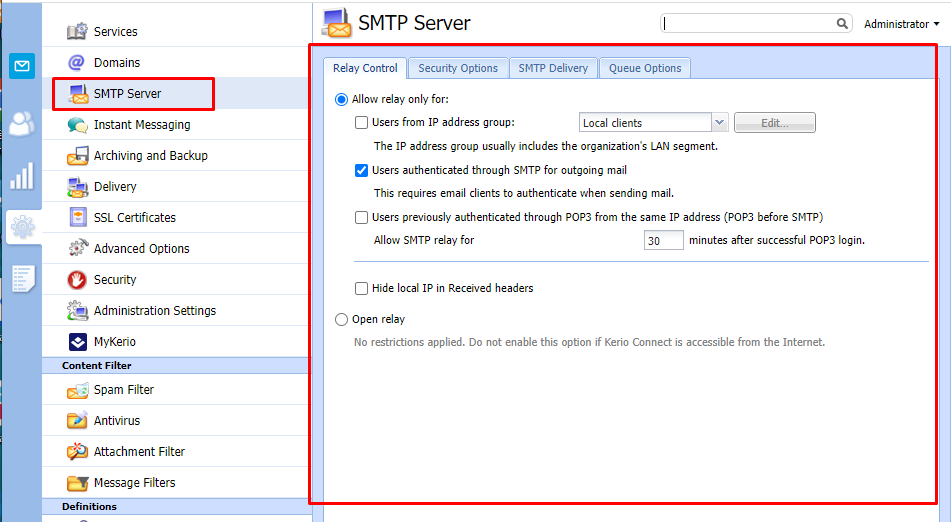 SMTP Server
Administrator
Services
Domains
SMTP Server
Instant Messaging
Archiving and Backup
Delivery
SSL Certificates
Advanced Options
Security
Administration Settings
MyKerio
Content Filter
Spam Filter
Antivirus
Attachment Filter
Message Filters
Definitions
Relay Control Security Options SMTP Delivery Queue Options
Allow relay only for:
Users from IP address group: Local clients Edit...
The IP address group usually includes the organization's LAN segment.
Users authenticated through SMTP for outgoing mail
This requires email clients to authenticate when sending mail.
Users previously authenticated through POP3 from the same IP address (POP3 before SMTP)
Allow SMTP relay for 30 minutes after successful POP3 login.
Hide local IP in Received headers
Open relay
No restrictions applied. Do not enable this option if Kerio Connect is accessible from the Internet.